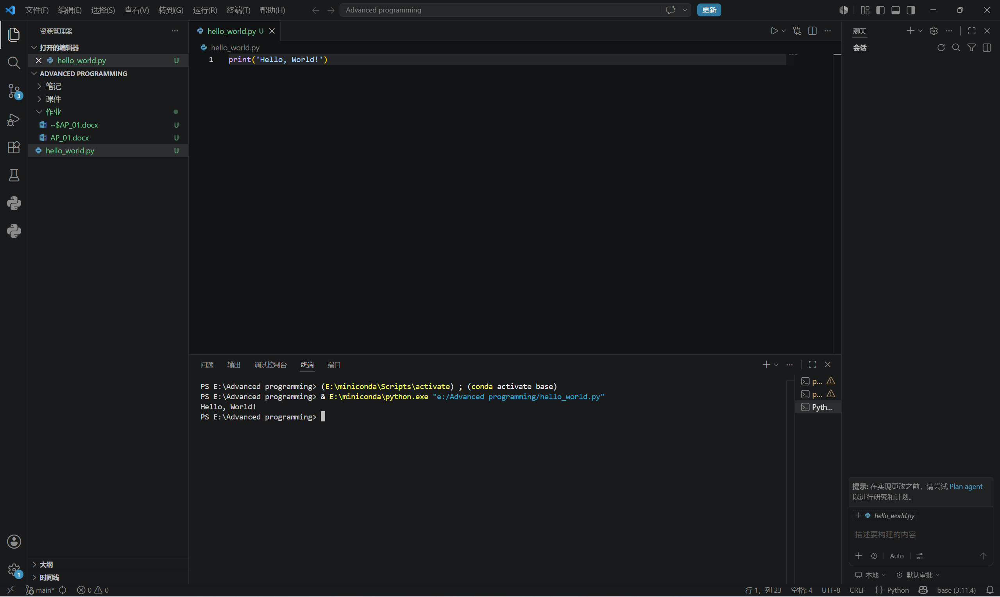 文件(F) 编辑(E) 选择(S) 查看(V) 转到(G) 运行(R) 终端(T) 帮助(H) Advanced programming 更新
资源管理器
打开的编辑器
hello_world.py U
ADVANCED PROGRAMMING
笔记
课件
作业
~$AP_01.docx U
AP_01.docx U
hello_world.py U
大纲
时间线
3
1
hello_world.py U
hello_world.py
1 print('Hello, World!')
问题 输出 调试控制台 终端 端口
PS E:\Advanced programming> (E:\miniconda\Scripts\activate) ; (conda activate base)
PS E:\Advanced programming> & E:\miniconda\python.exe "e:/Advanced programming/hello_world.py"
Hello, World!
PS E:\Advanced programming>
p...
p...
Pyth...
聊天
会话
提示: 在实现更改之前，请尝试 Plan agent
以进行研究和计划。
hello_world.py
描述要构建的内容
Auto
本地 默认审批
main* 0 0 行 1，列 23 空格: 4 UTF-8 CRLF {} Python base (3.11.4)